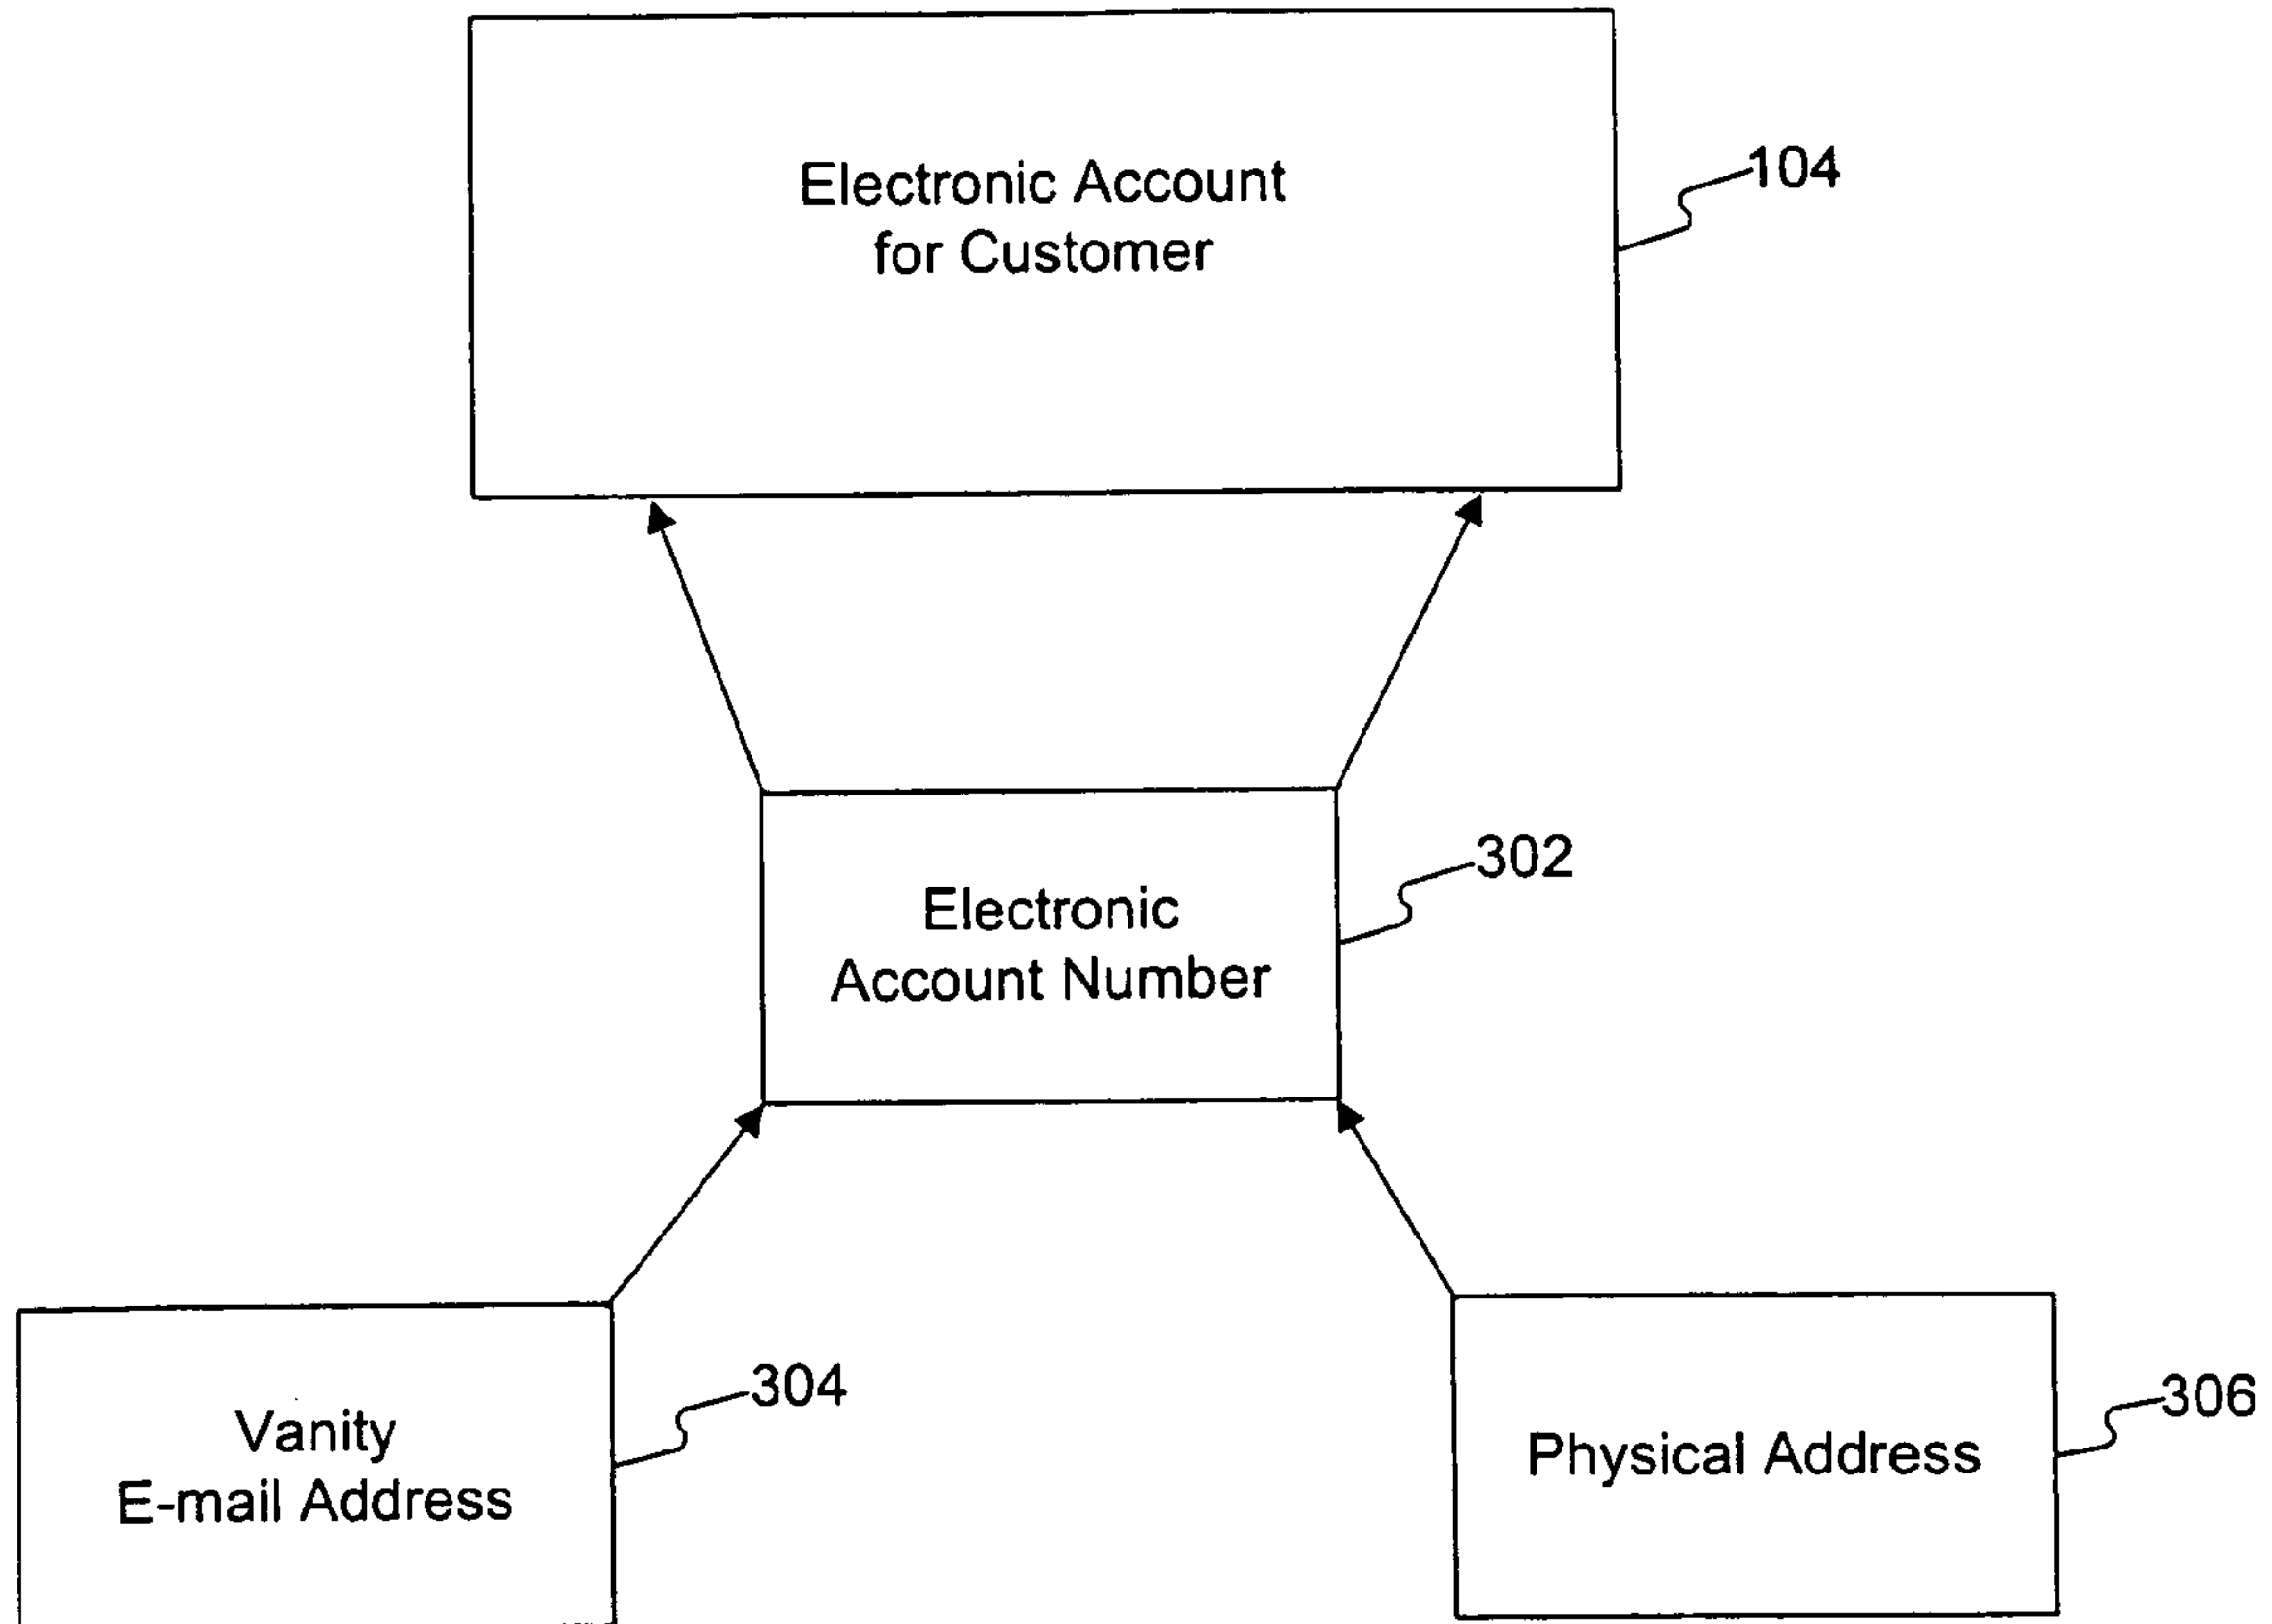 Electronic Account
for Customer
104
Electronic
Account Number
302
Vanity
E-mail Address
304
Physical Address
306